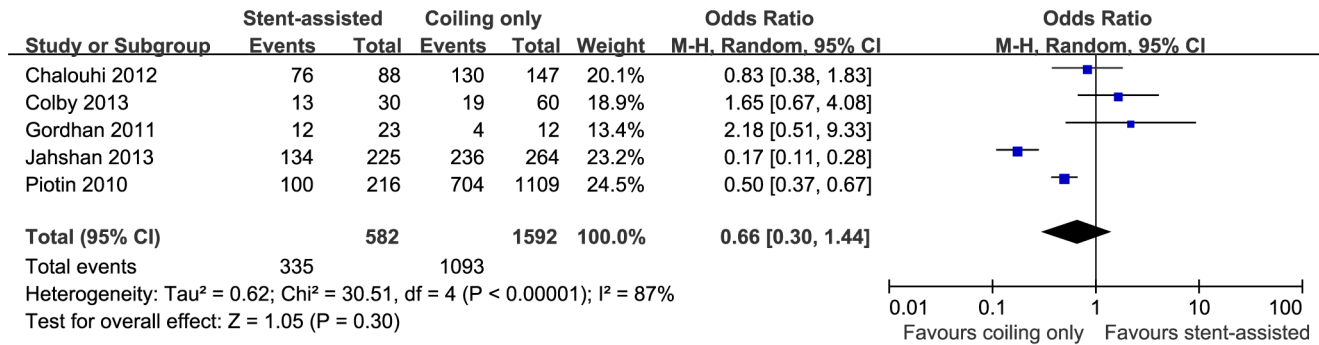 Stent-assisted Coiling only Odds Ratio Odds Ratio
Study or Subgroup Events Total Events Total Weight M-H, Random, 95% CI M-H, Random, 95% CI
Chalouhi 2012 76 88 130 147 20.1% 0.83 [0.38, 1.83]
Colby 2013 13 30 19 60 18.9% 1.65 [0.67, 4.08]
Gordhan 2011 12 23 4 12 13.4% 2.18 [0.51, 9.33]
Jahshan 2013 134 225 236 264 23.2% 0.17 [0.11, 0.28]
Piotin 2010 100 216 704 1109 24.5% 0.50 [0.37, 0.67]
Total (95% CI) 582 1592 100.0% 0.66 [0.30, 1.44]
Total events 335 1093
Heterogeneity: Tau² = 0.62; Chi² = 30.51, df = 4 (P < 0.00001); I² = 87%
Test for overall effect: Z = 1.05 (P = 0.30)
0.01 0.1 1 10 100
Favours coiling only Favours stent-assisted